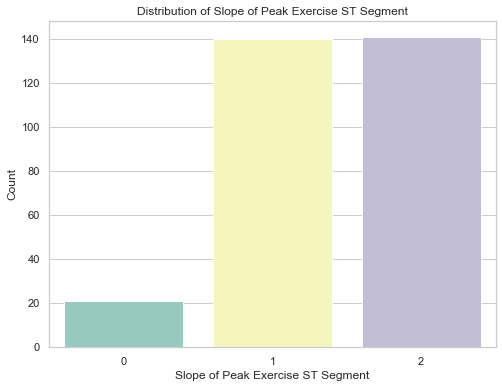 Distribution of Slope of Peak Exercise ST Segment
140
120
100
80
60
40
20
0
Count
0 1 2
Slope of Peak Exercise ST Segment